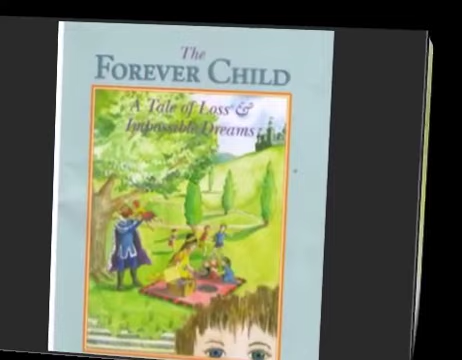 The
FOREVER CHILD
A Tale of Loss &
Impossible Dreams